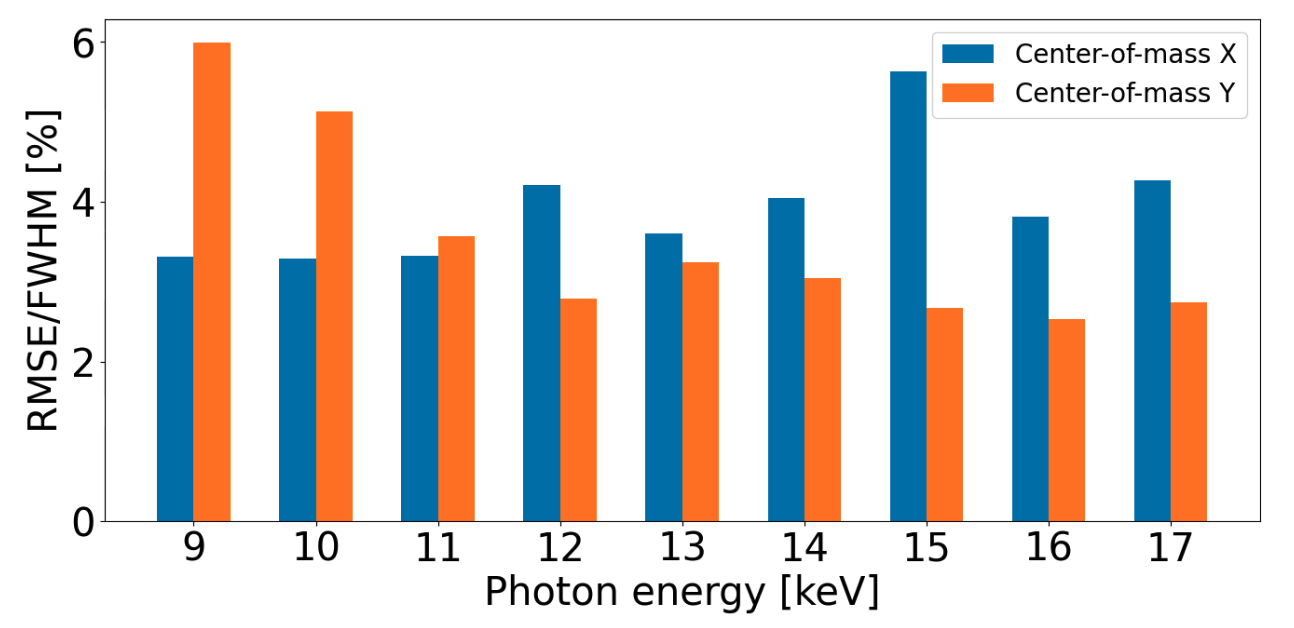 RMSE/FWHM [%]
6
4
2
0
Center-of-mass X
Center-of-mass Y
9 10 11 12 13 14 15 16 17
Photon energy [keV]